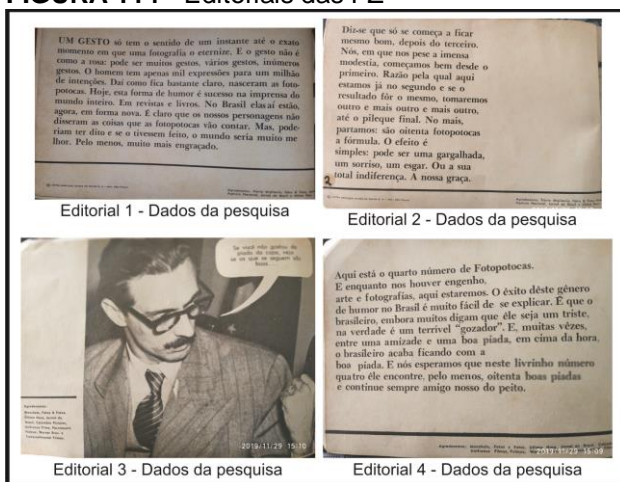 UM GESTO só tem o sentido de um instante até o exato
momento em que uma fotografia o eternize. E o gesto não é
como a rosa: pode ser muitos gestos, vários gestos, inúmeros
gestos. O homem tem apenas mil expressões para um milhão
de intenções. Daí como fica bastante claro, nasceram as foto-
potocas. Hoje, esta forma de humor é sucesso na imprensa do
mundo inteiro. Em revistas e livros. No Brasil elas aí estão,
agora, em forma nova. E claro que os nossos personagens não
disseram as coisas que as fotopotocas vão contar. Mas, pode-
riam ter dito e se o tivessem feito, o mundo seria muito me
lhor. Pelo menos, muito mais engraçado.
Editorial 1 - Dados da pesquisa
Diz-se que só se começa a ficar
mesmo bom, depois do terceiro.
Nós, em que nos pese a imensa
modestia, começamos bem desde o
primeiro. Razão pela qual aqui
estamos já no segundo e se o
resultado fôr o mesmo, tomaremos
outro e mais outro e mais outro,
até o pileque final. No mais,
partamos: são oitenta fotopotocas
a fórmula. O efeito é
simples: pode ser uma gargalhada,
um sorriso, um esgar. Ou a sua
total indiferença. A nossa graça.
2
Editorial 2 - Dados da pesquisa
Se você não gostou da
piada da capa, veja
se as que se seguem são
boas.
Agradecimentos:
2019/11/29 15:10
Editorial 3 - Dados da pesquisa
Aqui está o quarto número de Fotopotocas.
E enquanto nos houver engenho,
arte e fotografias, aqui estaremos. O êxito dêste gênero
de humor no Brasil é muito fácil de se explicar. É que o
brasileiro, embora muitos digam que êle seja um triste,
na verdade é um terrível "gozador". E, muitas vêzes,
entre uma amizade e uma boa piada, em cima da hora,
o brasileiro acaba ficando com a
boa piada. E nós esperamos que neste livrinho número
quatro êle encontre, pelo menos, oitenta boas piadas
e continue sempre amigo nosso do peito.
2019/11/29 15:09
Editorial 4 - Dados da pesquisa